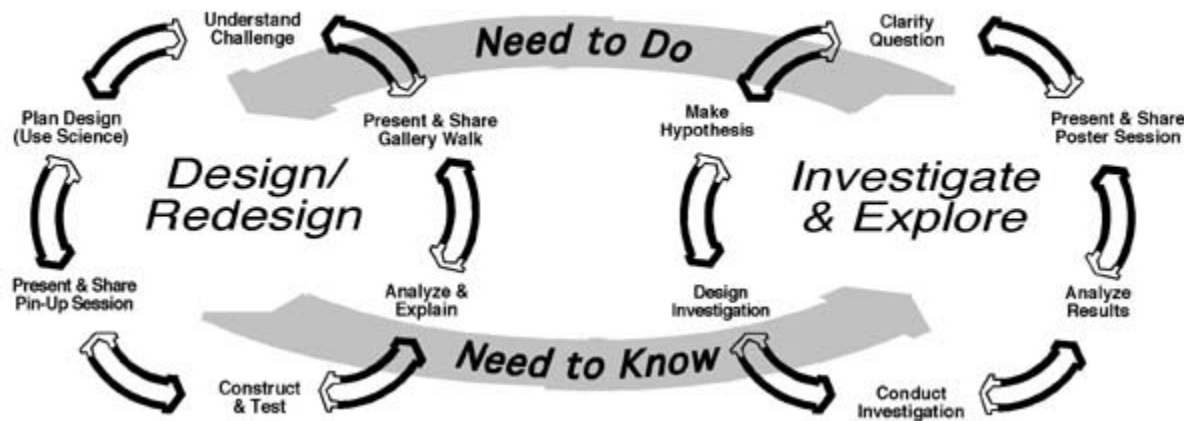 Understand
Challenge
Need to Do
Clarify
Question
Plan Design
(Use Science)
Present & Share
Gallery Walk
Make
Hypothesis
Present & Share
Poster Session
Design/
Redesign
Investigate
& Explore
Present & Share
Pin-Up Session
Analyze &
Explain
Design
Investigation
Analyze
Results
Need to Know
Construct
& Test
Conduct
Investigation